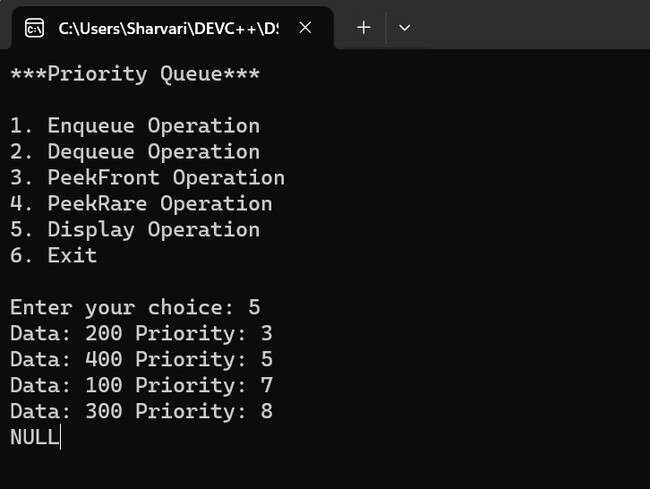 C:\Users\Sharvari\DEVC++\DS
***Priority Queue***
1. Enqueue Operation
2. Dequeue Operation
3. PeekFront Operation
4. PeekRare Operation
5. Display Operation
6. Exit
Enter your choice: 5
Data: 200 Priority: 3
Data: 400 Priority: 5
Data: 100 Priority: 7
Data: 300 Priority: 8
NULL